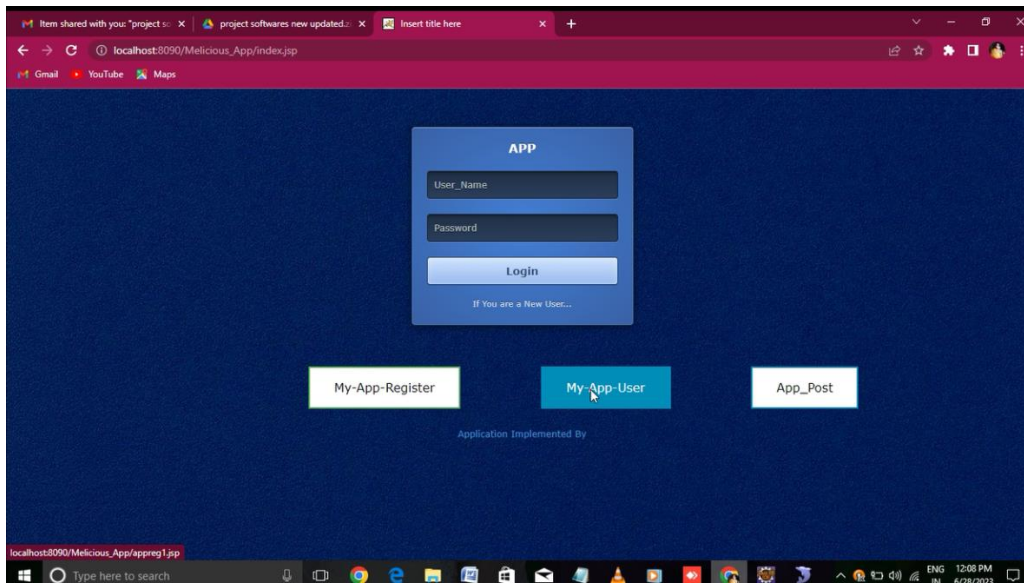 Item shared with you: "project so
project softwares new updated.z
Insert title here
localhost:8090/Melicious_App/index.jsp
Gmail
YouTube
Maps
APP
User_Name
Password
Login
If You are a New User...
My-App-Register
My-App-User
App_Post
Application Implemented By
localhost:8090/Melicious_App/appreg1.jsp
Type here to search
ENG
IN
12:08 PM
6/28/2023